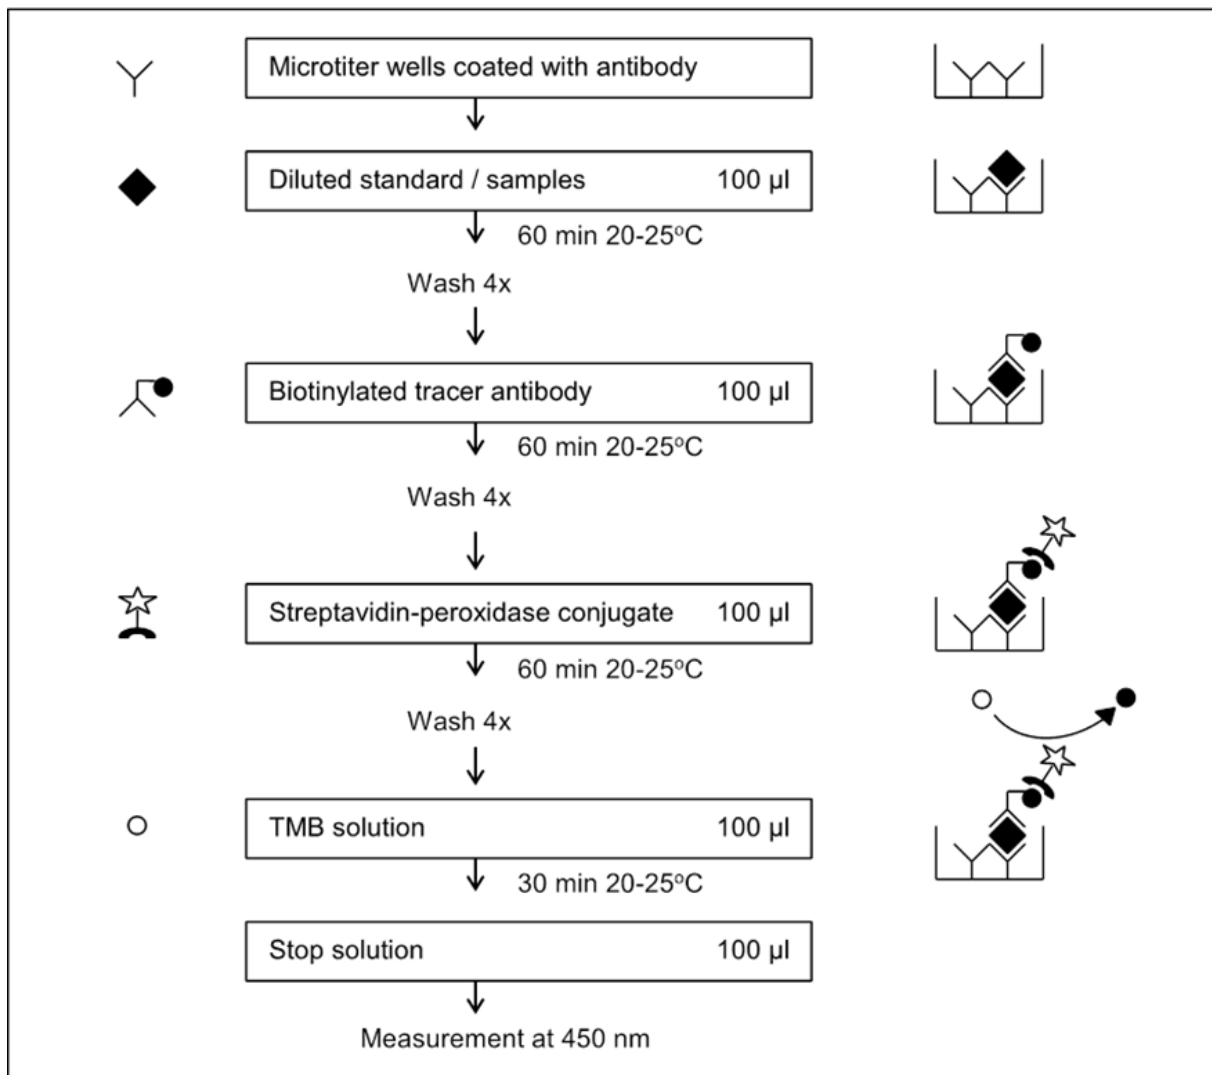 Microtiter wells coated with antibody
Diluted standard / samples 100 µl
60 min 20-25°C
Wash 4x
Biotinylated tracer antibody 100 µl
60 min 20-25°C
Wash 4x
Streptavidin-peroxidase conjugate 100 µl
60 min 20-25°C
Wash 4x
TMB solution 100 µl
30 min 20-25°C
Stop solution 100 µl
Measurement at 450 nm